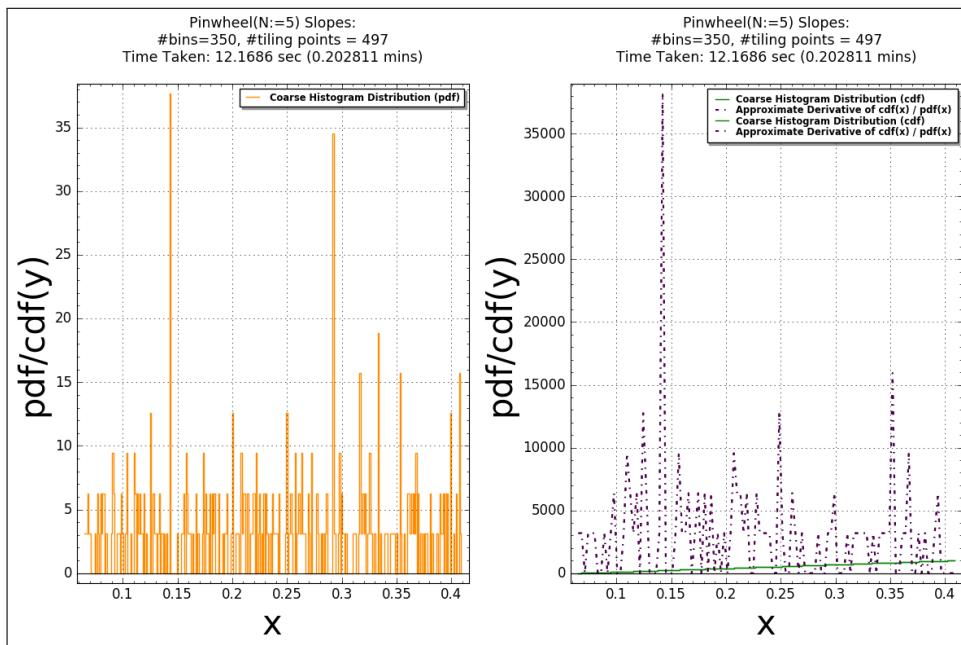 Pinwheel(N:=5) Slopes:
#bins=350, #tiling points = 497
Time Taken: 12.1686 sec (0.202811 mins)
Coarse Histogram Distribution (pdf)
35
30
25
20
15
10
5
0
pdf/cdf(y)
0.1 0.15 0.2 0.25 0.3 0.35 0.4
x
Pinwheel(N:=5) Slopes:
#bins=350, #tiling points = 497
Time Taken: 12.1686 sec (0.202811 mins)
Coarse Histogram Distribution (cdf)
Approximate Derivative of cdf(x) / pdf(x)
Coarse Histogram Distribution (cdf)
Approximate Derivative of cdf(x) / pdf(x)
35000
30000
25000
20000
15000
10000
5000
0
pdf/cdf(y)
0.1 0.15 0.2 0.25 0.3 0.35 0.4
x